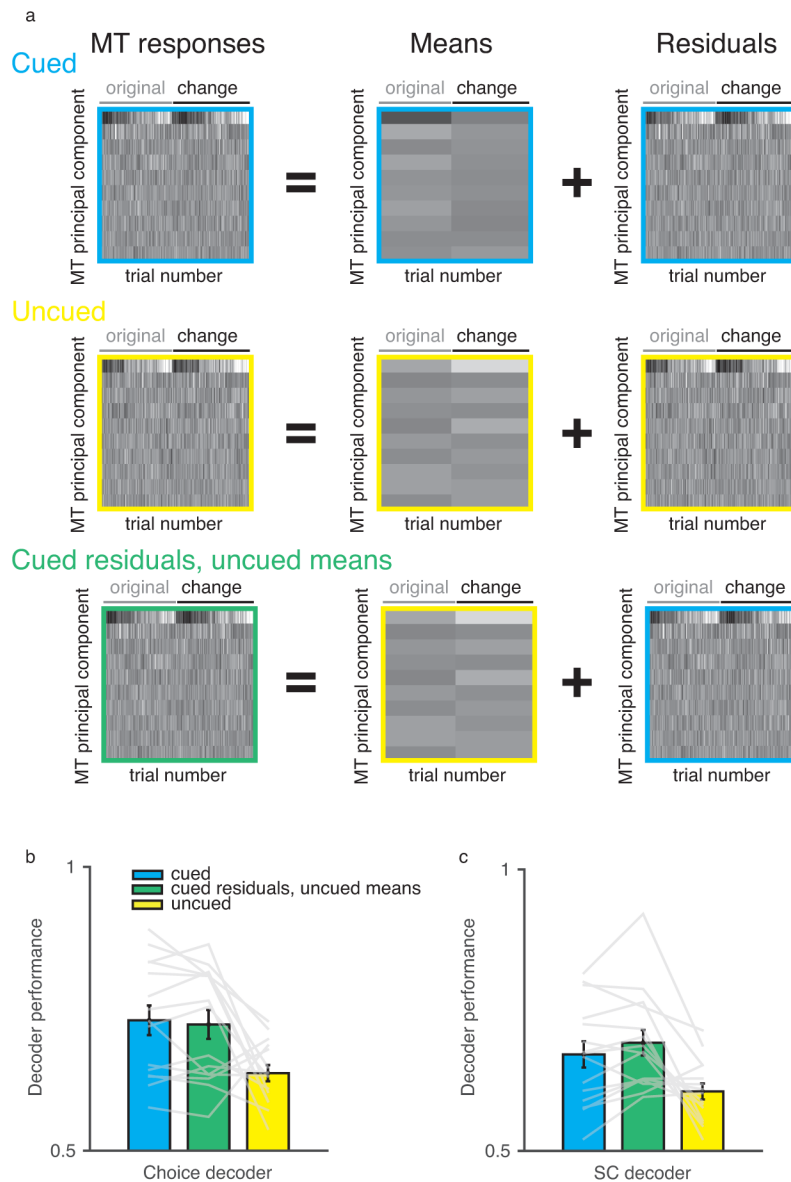 a
MT responses Means Residuals
Cued
original change original change original change
MT principal component MT principal component MT principal component
= +
trial number trial number trial number
Uncued
original change original change original change
MT principal component MT principal component MT principal component
= +
trial number trial number trial number
Cued residuals, uncued means
original change original change original change
MT principal component MT principal component MT principal component
= +
trial number trial number trial number
b c
1 1
cued
cued residuals, uncued means
uncued
Decoder performance Decoder performance
0.5 0.5
Choice decoder SC decoder